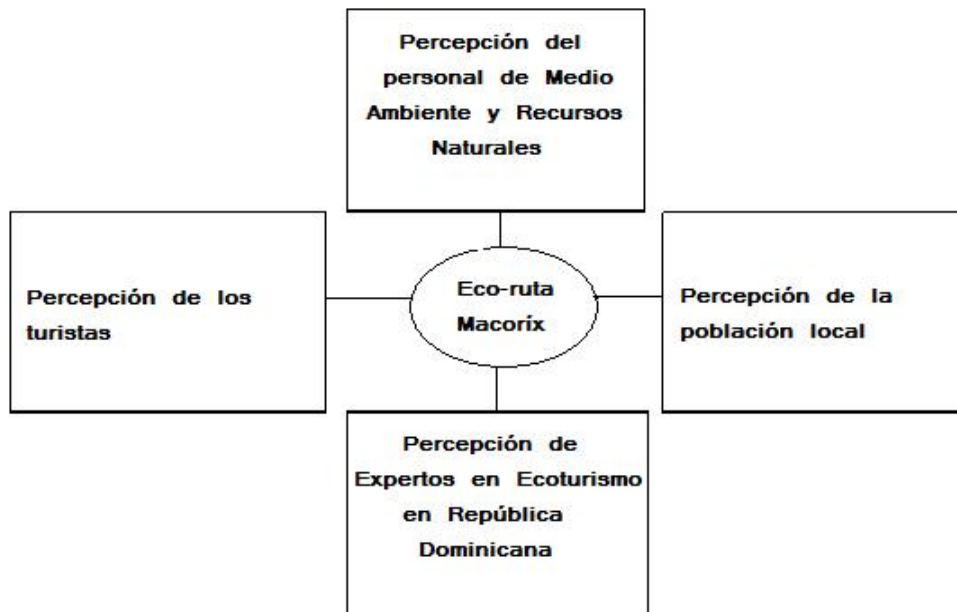 Percepción del
personal de Medio
Ambiente y Recursos
Naturales
Percepción de los
turistas
Eco-ruta
Macoríx
Percepción de la
población local
Percepción de
Expertos en Ecoturismo
en República
Dominicana